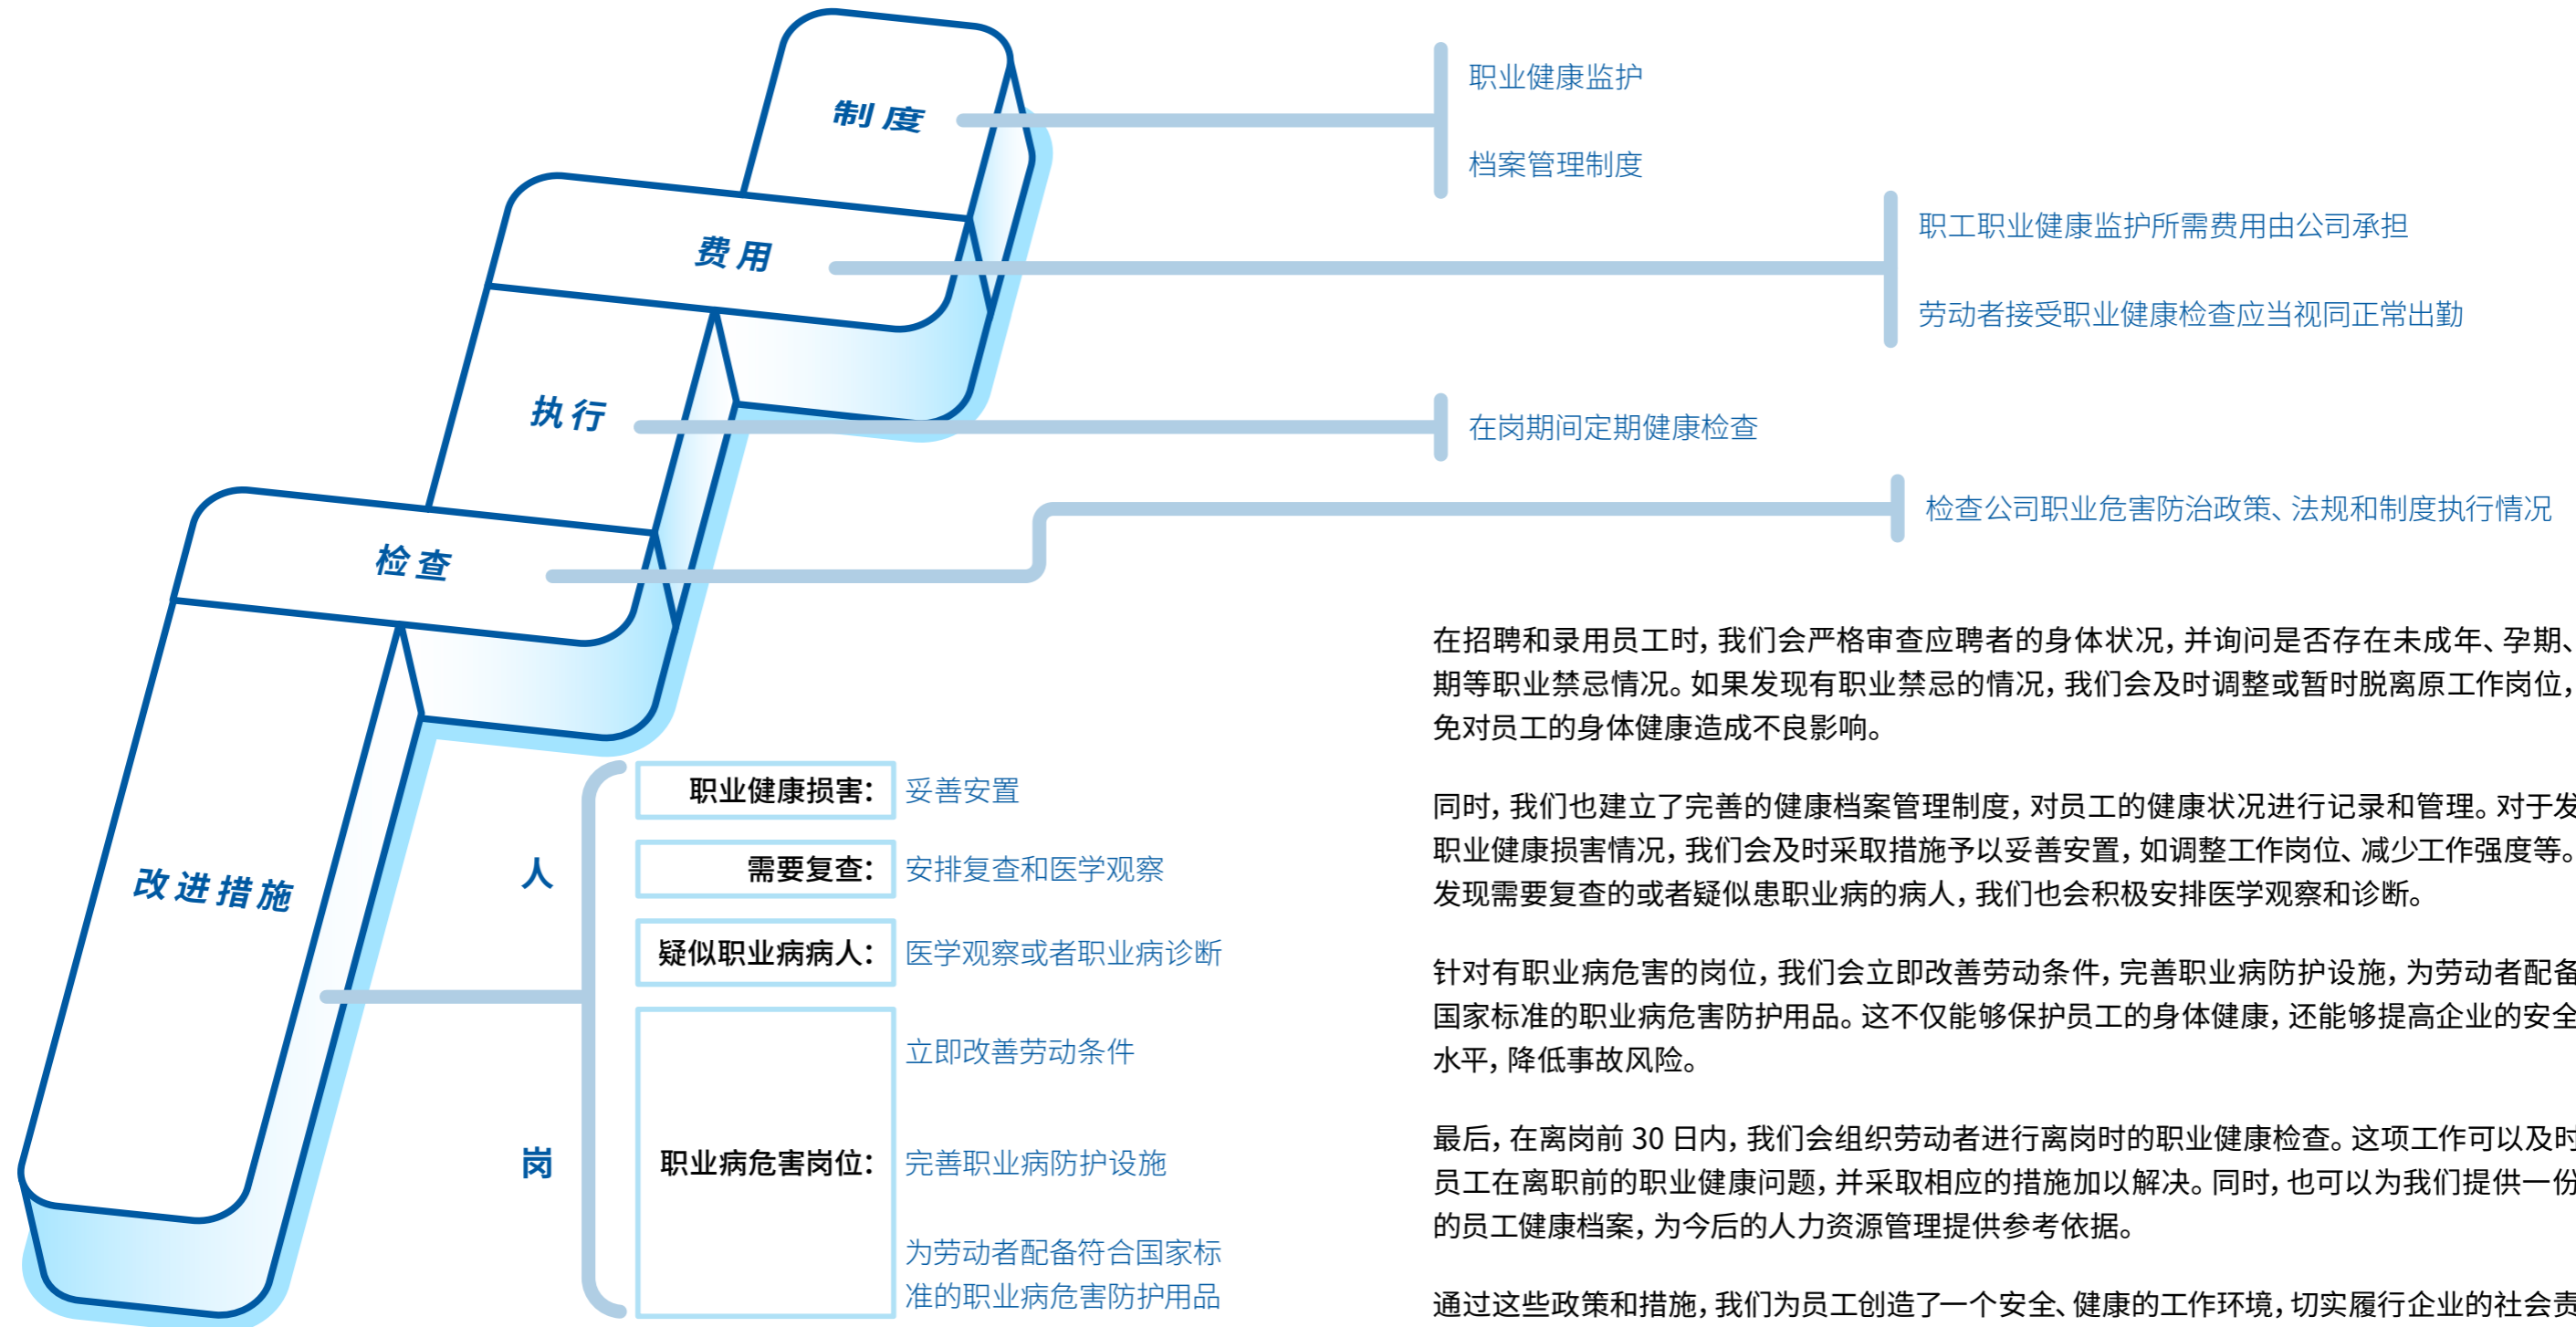 制度
职业健康监护
档案管理制度
费用
职工职业健康监护所需费用由公司承担
劳动者接受职业健康检查应当视同正常出勤
执行
在岗期间定期健康检查
检查
检查公司职业危害防治政策、法规和制度执行情况
改进措施
人
职业健康损害：妥善安置
需要复查：安排复查和医学观察
疑似职业病病人：医学观察或者职业病诊断
岗
职业病危害岗位：
立即改善劳动条件
完善职业病防护设施
为劳动者配备符合国家标
准的职业病危害防护用品
在招聘和录用员工时，我们会严格审查应聘者的身体状况，并询问是否存在未成年、孕期、
期等职业禁忌情况。如果发现有职业禁忌的情况，我们会及时调整或暂时脱离原工作岗位，
免对员工的身体健康造成不良影响。
同时，我们也建立了完善的健康档案管理制度，对员工的健康状况进行记录和管理。对于发
职业健康损害情况，我们会及时采取措施予以妥善安置，如调整工作岗位、减少工作强度等。
发现需要复查的或者疑似患职业病的病人，我们也会积极安排医学观察和诊断。
针对有职业病危害的岗位，我们会立即改善劳动条件，完善职业病防护设施，为劳动者配备
国家标准的职业病危害防护用品。这不仅能够保护员工的身体健康，还能够提高企业的安全
水平，降低事故风险。
最后，在离岗前 30 日内，我们会组织劳动者进行离岗时的职业健康检查。这项工作可以及时
员工在离职前的职业健康问题，并采取相应的措施加以解决。同时，也可以为我们提供一份
的员工健康档案，为今后的人力资源管理提供参考依据。
通过这些政策和措施，我们为员工创造了一个安全、健康的工作环境，切实履行企业的社会责